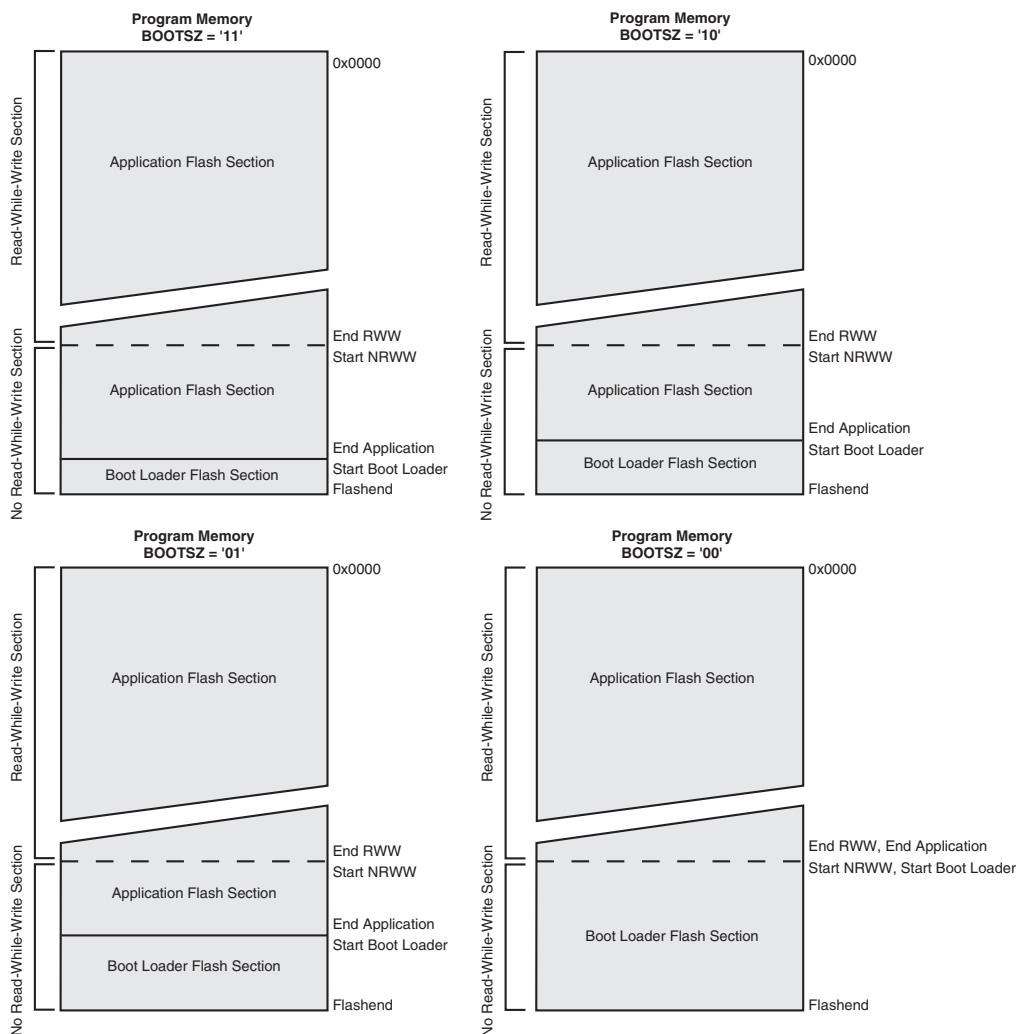 Program Memory
BOOTSZ = '11'
0x0000
Read-While-Write Section
Application Flash Section
End RWW
Start NRWW
No Read-While-Write Section
Application Flash Section
End Application
Start Boot Loader
Boot Loader Flash Section
Flashend
Program Memory
BOOTSZ = '10'
0x0000
Read-While-Write Section
Application Flash Section
End RWW
Start NRWW
No Read-While-Write Section
Application Flash Section
End Application
Start Boot Loader
Boot Loader Flash Section
Flashend
Program Memory
BOOTSZ = '01'
0x0000
Read-While-Write Section
Application Flash Section
End RWW
Start NRWW
No Read-While-Write Section
Application Flash Section
End Application
Start Boot Loader
Boot Loader Flash Section
Flashend
Program Memory
BOOTSZ = '00'
0x0000
Read-While-Write Section
Application Flash Section
End RWW, End Application
Start NRWW, Start Boot Loader
No Read-While-Write Section
Boot Loader Flash Section
Flashend